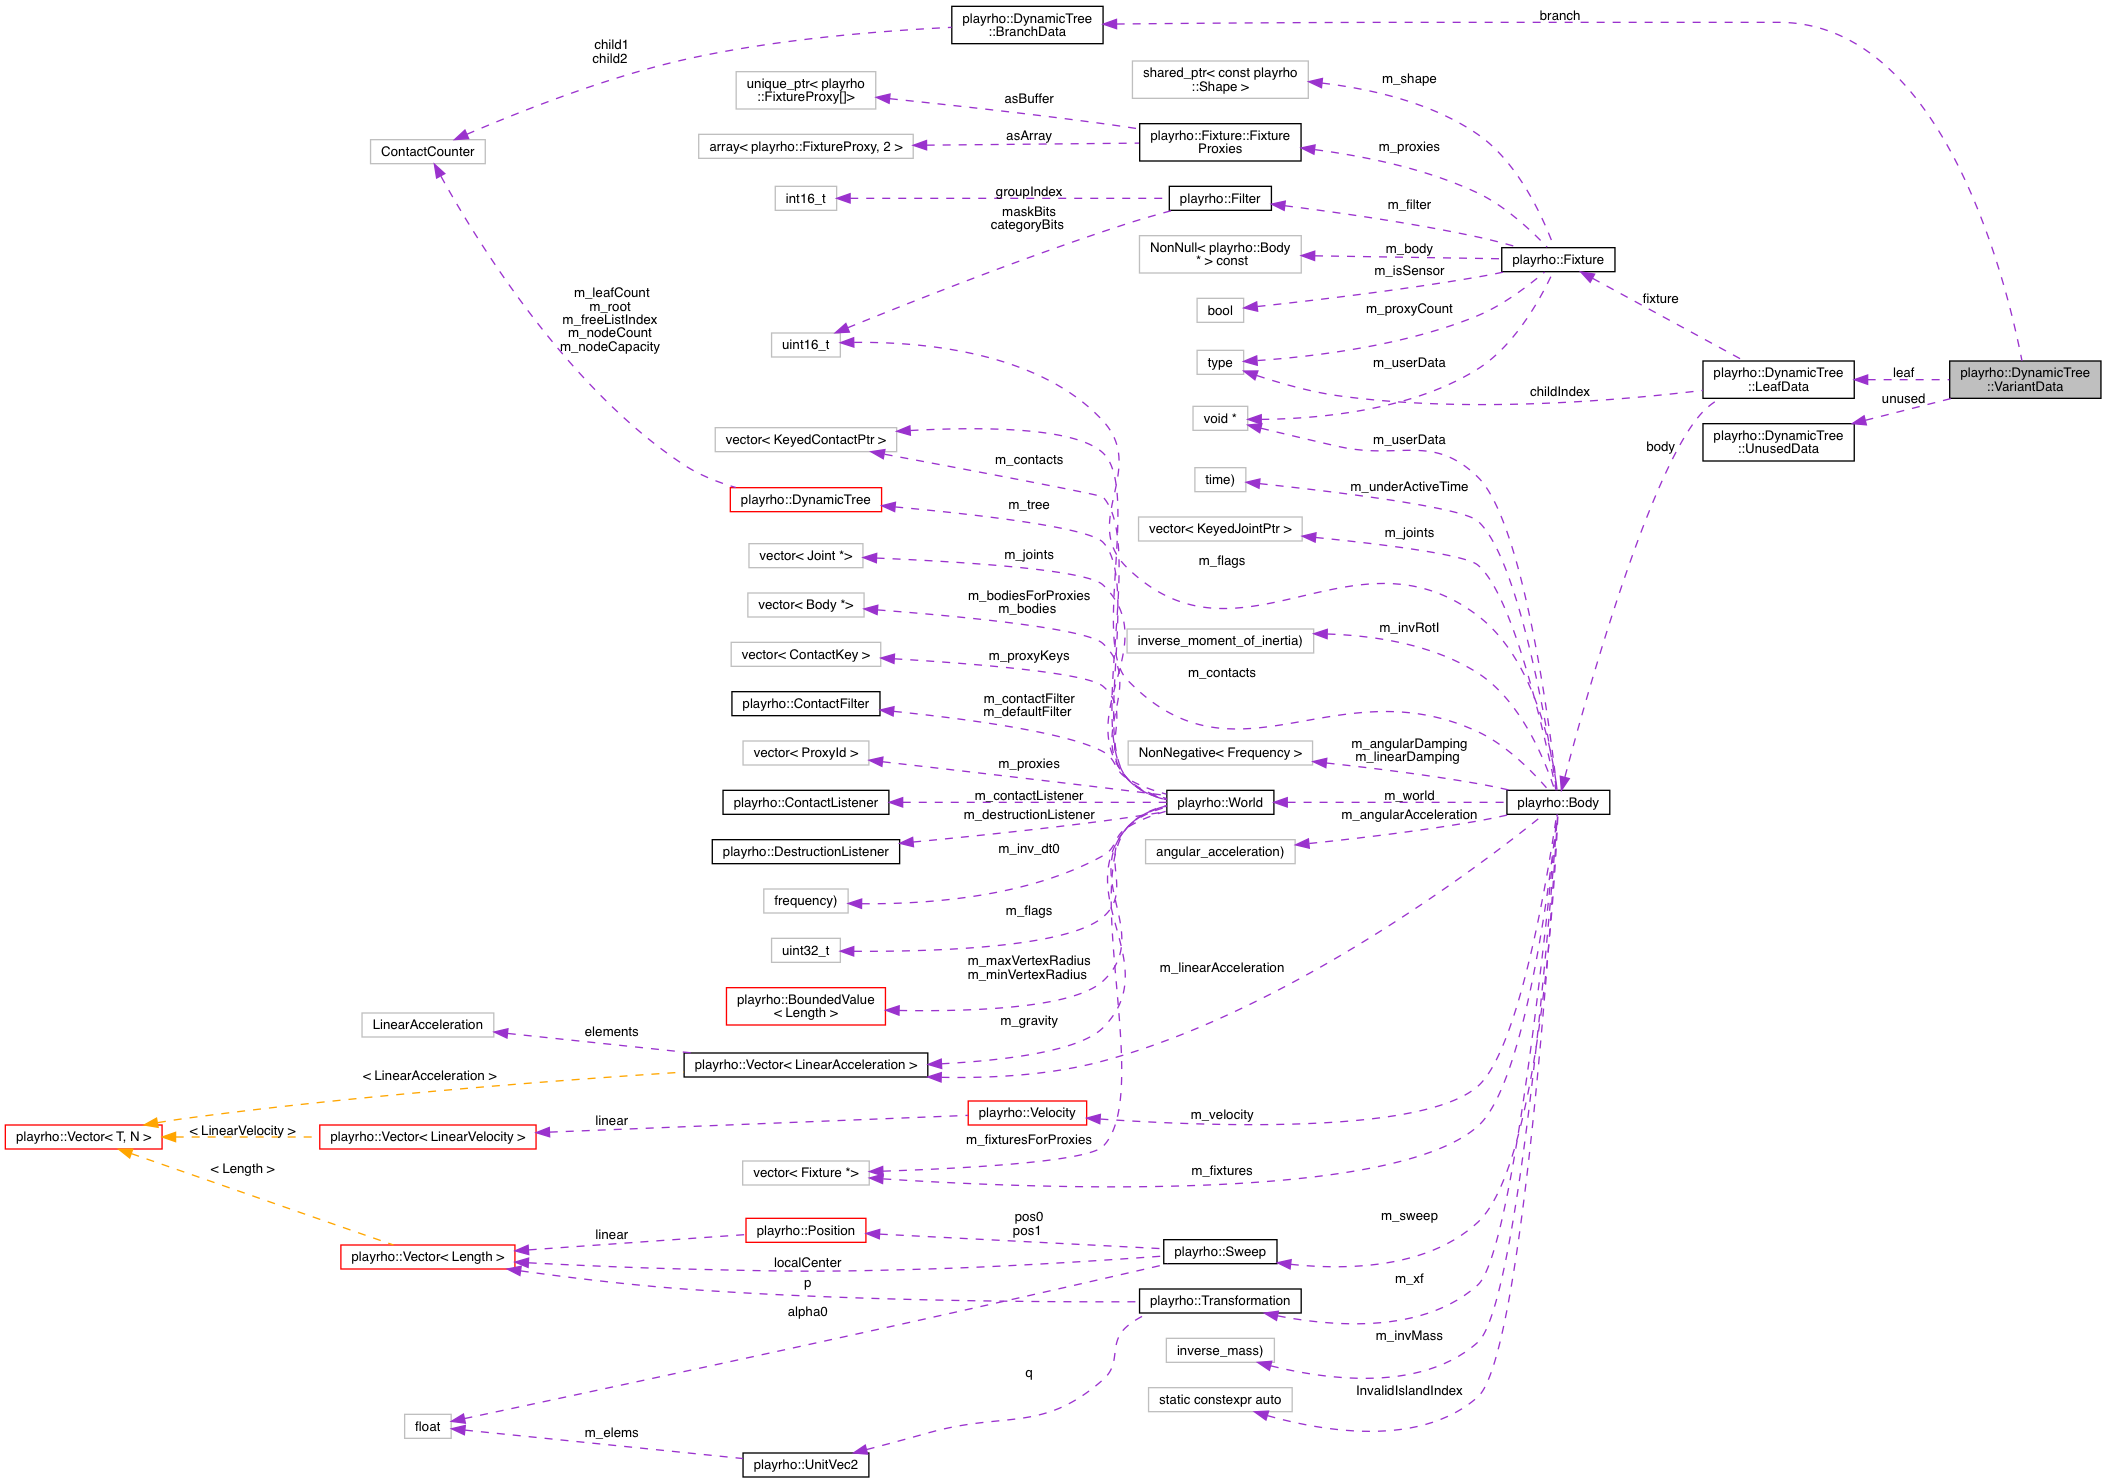 playrho::DynamicTree
::BranchData
branch
child1
child2
unique_ptr< playrho
::FixtureProxy[]>
asBuffer
shared_ptr< const playrho
::Shape >
m_shape
ContactCounter
array< playrho::FixtureProxy, 2 >
asArray
playrho::Fixture::Fixture
Proxies
m_proxies
int16_t
groupIndex
playrho::Filter
m_filter
maskBits
categoryBits
NonNull< playrho::Body
* > const
m_body
playrho::Fixture
m_isSensor
bool
m_proxyCount
fixture
m_leafCount
m_root
m_freeListIndex
m_nodeCount
m_nodeCapacity
uint16_t
type
m_userData
playrho::DynamicTree
::LeafData
leaf
playrho::DynamicTree
::VariantData
childIndex
unused
void *
vector< KeyedContactPtr >
m_userData
body
playrho::DynamicTree
::UnusedData
m_contacts
time)
m_underActiveTime
playrho::DynamicTree
m_tree
vector< KeyedJointPtr >
m_joints
vector< Joint *>
m_joints
m_flags
vector< Body *>
m_bodiesForProxies
m_bodies
inverse_moment_of_inertia)
m_invRotI
vector< ContactKey >
m_proxyKeys
m_contacts
playrho::ContactFilter
m_contactFilter
m_defaultFilter
vector< ProxyId >
m_proxies
NonNegative< Frequency >
m_angularDamping
m_linearDamping
playrho::ContactListener
m_contactListener
playrho::World
m_world
playrho::Body
m_destructionListener
m_angularAcceleration
playrho::DestructionListener
m_inv_dt0
angular_acceleration)
frequency)
m_flags
uint32_t
m_maxVertexRadius
m_minVertexRadius
m_linearAcceleration
playrho::BoundedValue
< Length >
LinearAcceleration
elements
m_gravity
playrho::Vector< LinearAcceleration >
< LinearAcceleration >
playrho::Velocity
m_velocity
linear
playrho::Vector< T, N >
< LinearVelocity >
playrho::Vector< LinearVelocity >
m_fixturesForProxies
< Length >
vector< Fixture *>
m_fixtures
playrho::Position
pos0
pos1
m_sweep
linear
playrho::Vector< Length >
localCenter
playrho::Sweep
p
m_xf
playrho::Transformation
alpha0
m_invMass
inverse_mass)
q
InvalidIslandIndex
static constexpr auto
float
m_elems
playrho::UnitVec2